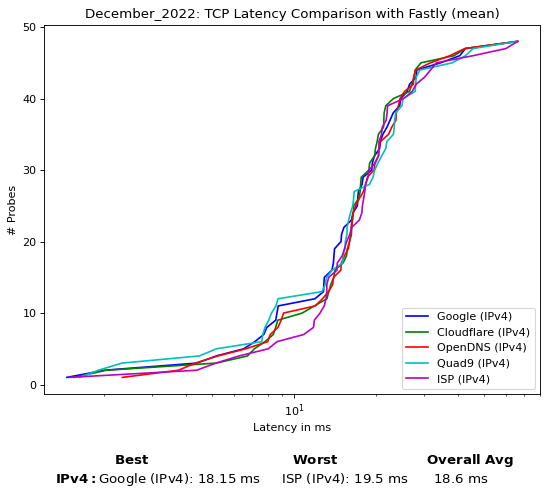 December_2022: TCP Latency Comparison with Fastly (mean)
50
40
30
20
10
0
# Probes
Google (IPv4)
Cloudflare (IPv4)
OpenDNS (IPv4)
Quad9 (IPv4)
ISP (IPv4)
10¹
Latency in ms
Best Worst Overall Avg
IPv4: Google (IPv4): 18.15 ms ISP (IPv4): 19.5 ms 18.6 ms